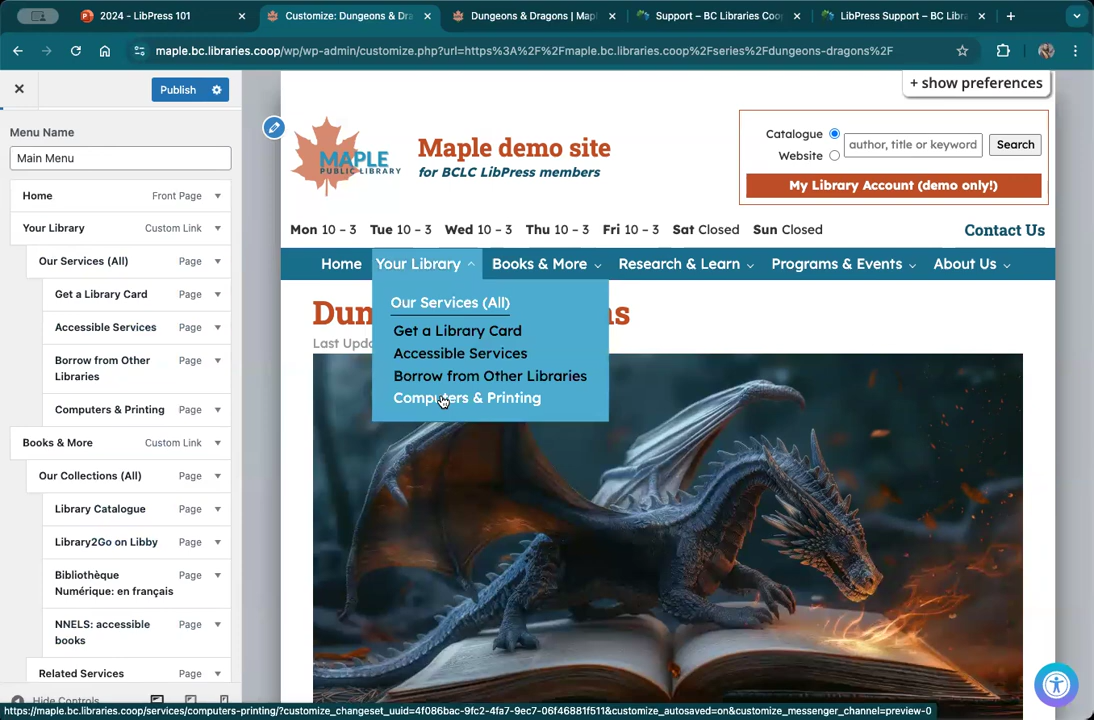 2024 - LibPress 101
Customize: Dungeons & Dra
Dungeons & Dragons | Map
Support – BC Libraries Coo
LibPress Support – BC Libra
maple.bc.libraries.coop/wp/wp-admin/customize.php?url=https%3A%2F%2Fmaple.bc.libraries.coop%2Fseries%2Fdungeons-dragons%2F
Publish
+ show preferences
Menu Name
Main Menu
Home Front Page
Your Library Custom Link
Our Services (All) Page
Get a Library Card Page
Accessible Services Page
Borrow from Other Page
Libraries
Computers & Printing Page
Books & More Custom Link
Our Collections (All) Page
Library Catalogue Page
Library2Go on Libby Page
Bibliothèque Page
Numérique: en français
NNELS: accessible Page
books
Related Services Page
Hide Controls
MAPLE
PUBLIC LIBRARY
Maple demo site
for BCLC LibPress members
Catalogue author, title or keyword Search
Website
My Library Account (demo only!)
Mon 10 – 3 Tue 10 – 3 Wed 10 – 3 Thu 10 – 3 Fri 10 – 3 Sat Closed Sun Closed
Contact Us
Home Your Library Books & More Research & Learn Programs & Events About Us
Our Services (All)
Get a Library Card
Accessible Services
Borrow from Other Libraries
Computers & Printing
Dun ns
Last Upda
https://maple.bc.libraries.coop/services/computers-printing/?customize_changeset_uuid=4f086bac-9fc2-4fa7-9ec7-06f46881f511&customize_autosaved=on&customize_messenger_channel=preview-0